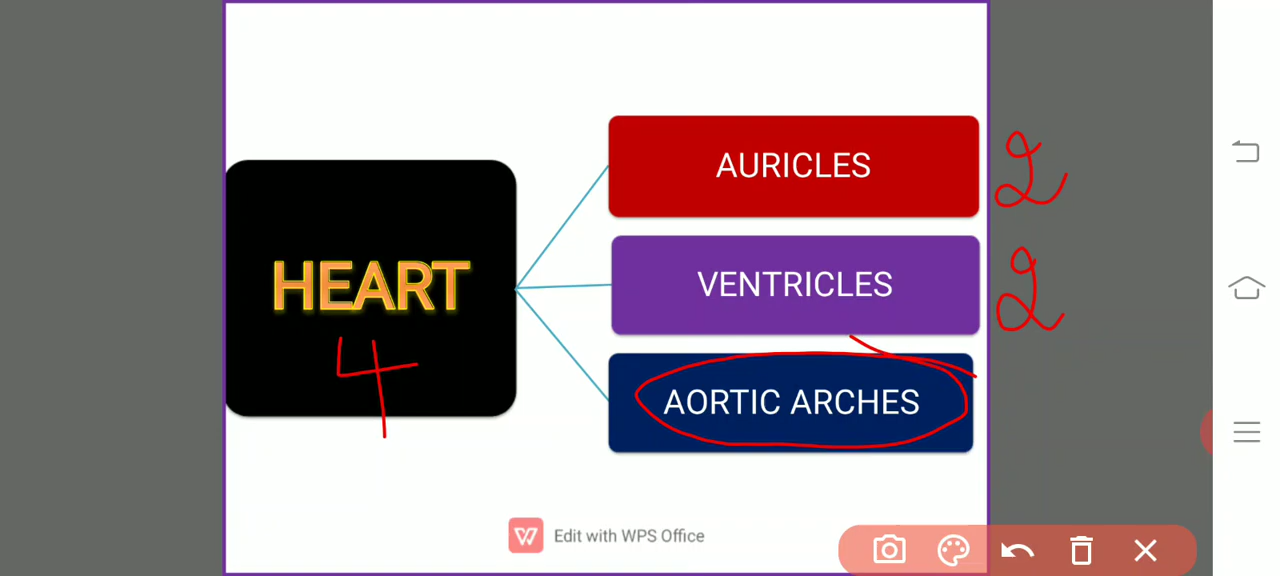 AURICLES 2
HEART
4
VENTRICLES 2
AORTIC ARCHES
Edit with WPS Office